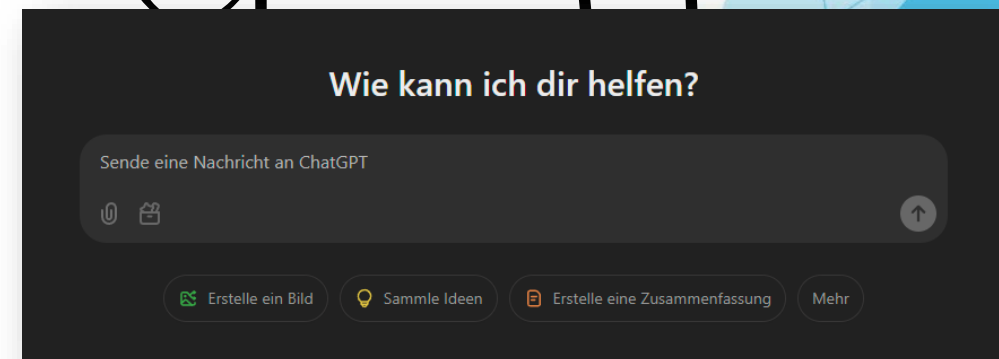 Wie kann ich dir helfen?
Sende eine Nachricht an ChatGPT
Erstelle ein Bild
Sammle Ideen
Erstelle eine Zusammenfassung
Mehr